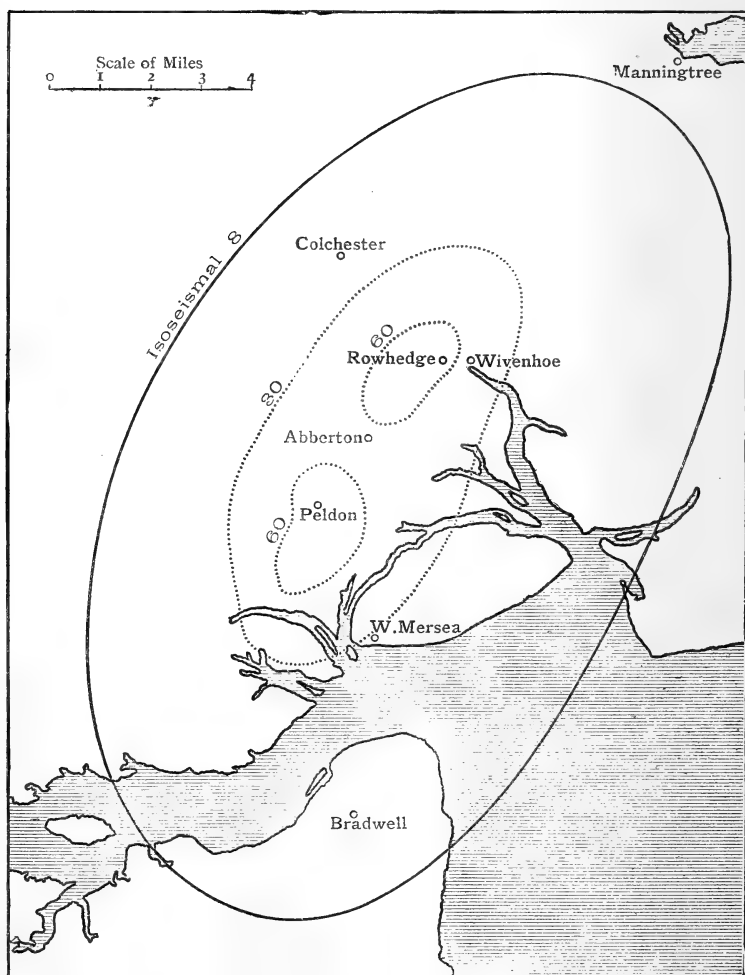 Scale of Miles
0 1 2 3 4
Manningtree
Isoseismal 8
Colchester
60
Rowhedge
Wivenhoe
80
Abberton
Peldon
60
W. Mersea
Bradwell